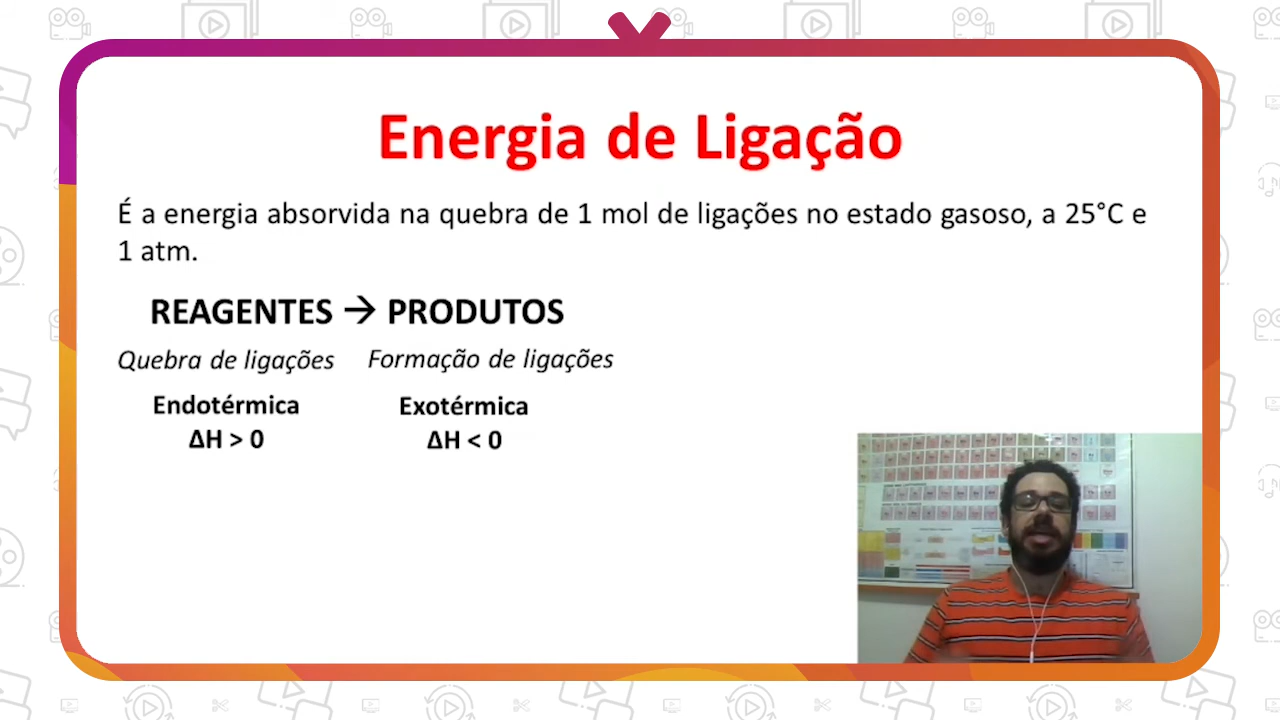 Energia de Ligação
É a energia absorvida na quebra de 1 mol de ligações no estado gasoso, a 25°C e
1 atm.
REAGENTES → PRODUTOS
Quebra de ligações Formação de ligações
Endotérmica Exotérmica
ΔH > 0 ΔH < 0